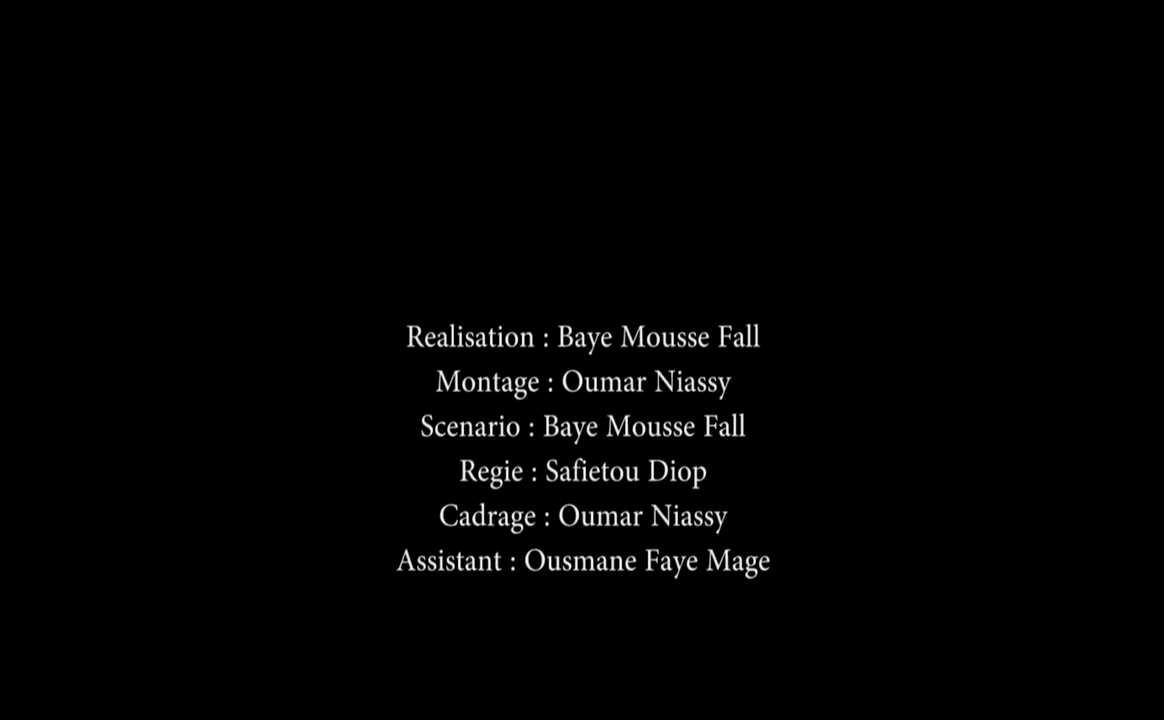 Realisation : Baye Mousse Fall
Montage : Oumar Niassy
Scenario : Baye Mousse Fall
Regie : Safietou Diop
Cadrage : Oumar Niassy
Assistant : Ousmane Faye Mage